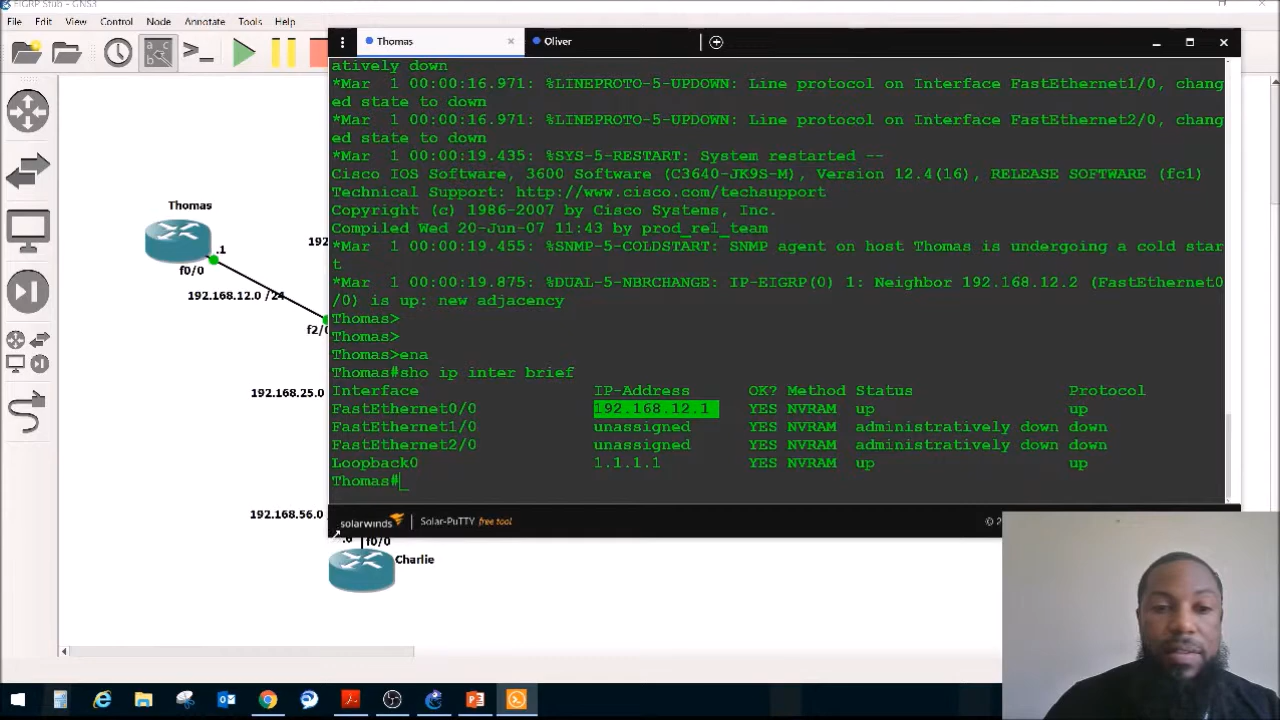 EIGRP Stub - GNS3
File Edit View Control Node Annotate Tools Help
Thomas
Oliver
atively down
*Mar 1 00:00:16.971: %LINEPROTO-5-UPDOWN: Line protocol on Interface FastEthernet1/0, chang
ed state to down
*Mar 1 00:00:16.971: %LINEPROTO-5-UPDOWN: Line protocol on Interface FastEthernet2/0, chang
ed state to down
*Mar 1 00:00:19.435: %SYS-5-RESTART: System restarted --
Cisco IOS Software, 3600 Software (C3640-JK9S-M), Version 12.4(16), RELEASE SOFTWARE (fc1)
Technical Support: http://www.cisco.com/techsupport
Copyright (c) 1986-2007 by Cisco Systems, Inc.
Compiled Wed 20-Jun-07 11:43 by prod_rel_team
*Mar 1 00:00:19.455: %SNMP-5-COLDSTART: SNMP agent on host Thomas is undergoing a cold star
t
*Mar 1 00:00:19.875: %DUAL-5-NBRCHANGE: IP-EIGRP(0) 1: Neighbor 192.168.12.2 (FastEthernet0
/0) is up: new adjacency
Thomas>
Thomas>
Thomas>ena
Thomas#sho ip inter brief
Interface IP-Address OK? Method Status Protocol
FastEthernet0/0 192.168.12.1 YES NVRAM up up
FastEthernet1/0 unassigned YES NVRAM administratively down down
FastEthernet2/0 unassigned YES NVRAM administratively down down
Loopback0 1.1.1.1 YES NVRAM up up
Thomas#
solarwinds Solar-PuTTY free tool
©
Thomas
.1
f0/0
192.168.12.0 /24
192
f2/0
192.168.25.0
192.168.56.0
f0/0
Charlie